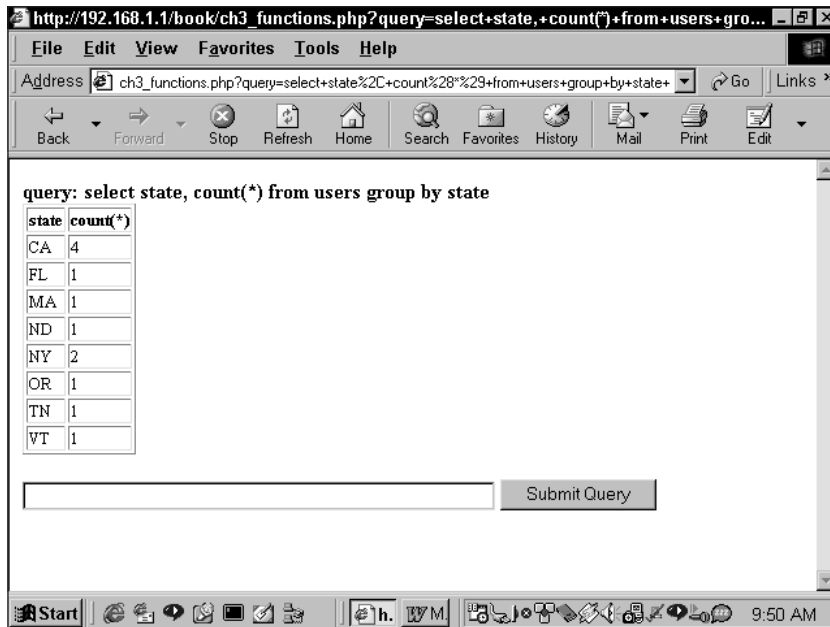 http://192.168.1.1/book/ch3_functions.php?query=select+state,+count(*)+from+users+gro...
File Edit View Favorites Tools Help
Address ch3_functions.php?query=select+state%2C+count%28*%29+from+users+group+by+state+ Go Links »
Back Forward Stop Refresh Home Search Favorites History Mail Print Edit
query: select state, count(*) from users group by state
state count(*)
CA 4
FL 1
MA 1
ND 1
NY 2
OR 1
TN 1
VT 1
Submit Query
Start h. M. 9:50 AM